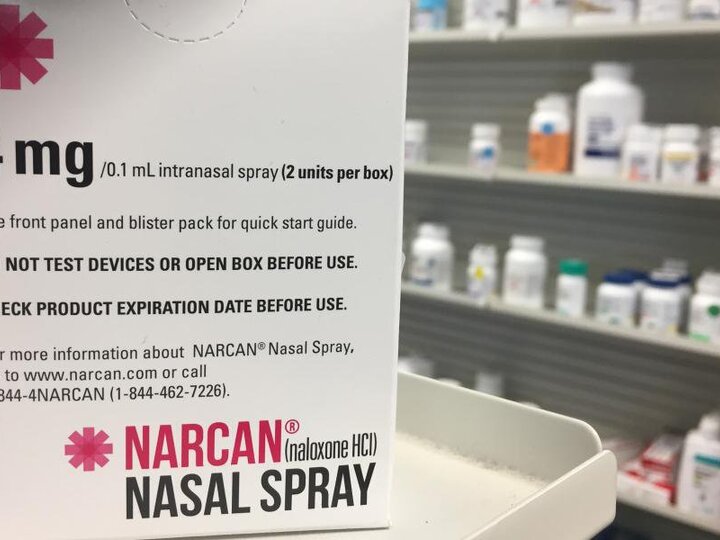 mg /0.1 mL intranasal spray (2 units per box)
front panel and blister pack for quick start guide.
NOT TEST DEVICES OR OPEN BOX BEFORE USE.
ECK PRODUCT EXPIRATION DATE BEFORE USE.
r more information about NARCAN® Nasal Spray,
to www.narcan.com or call
844-4NARCAN (1-844-462-7226).
NARCAN® (naloxone HCl)
NASAL SPRAY